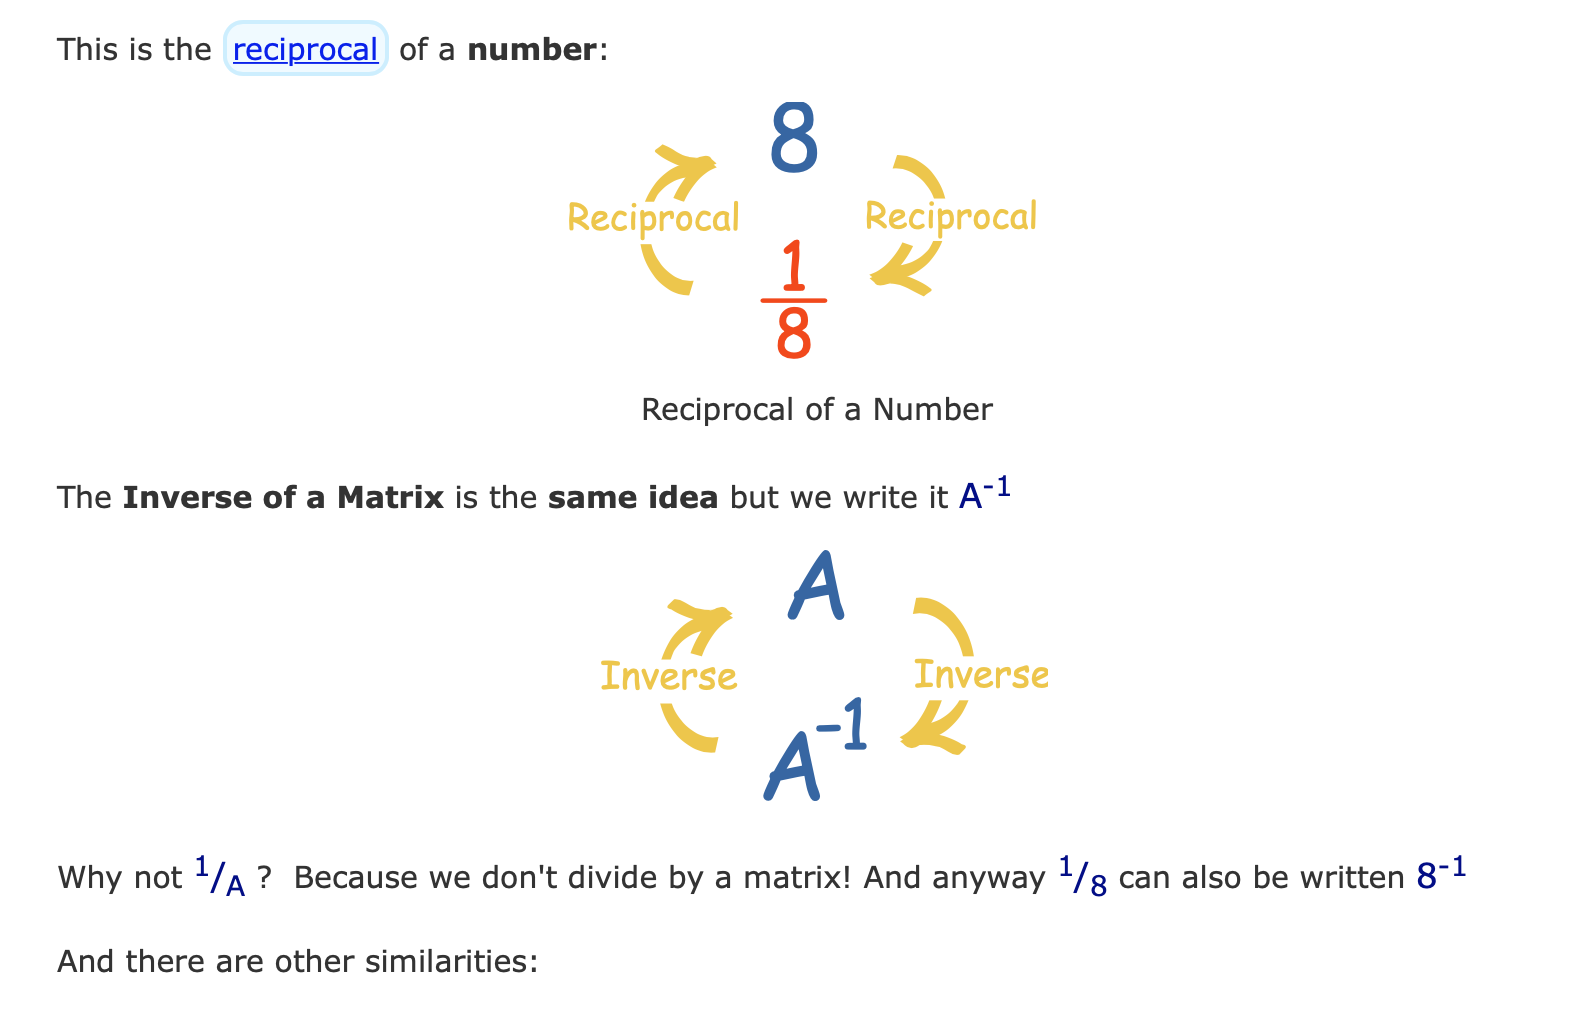 This is the reciprocal of a number:
8
Reciprocal Reciprocal
1
8
Reciprocal of a Number
The Inverse of a Matrix is the same idea but we write it A⁻¹
A
Inverse Inverse
A⁻¹
Why not ¹/A ? Because we don't divide by a matrix! And anyway ¹/₈ can also be written 8⁻¹
And there are other similarities: